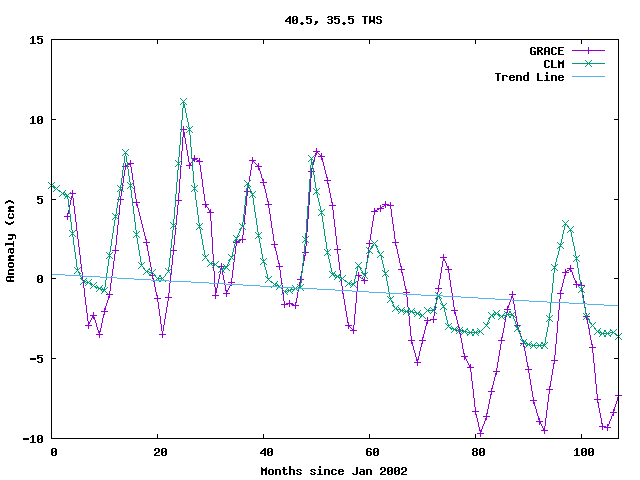 40.5, 35.5 TWS
GRACE
CLM
Trend Line
Anomaly (cm)
15
10
5
0
-5
-10
0 20 40 60 80 100
Months since Jan 2002